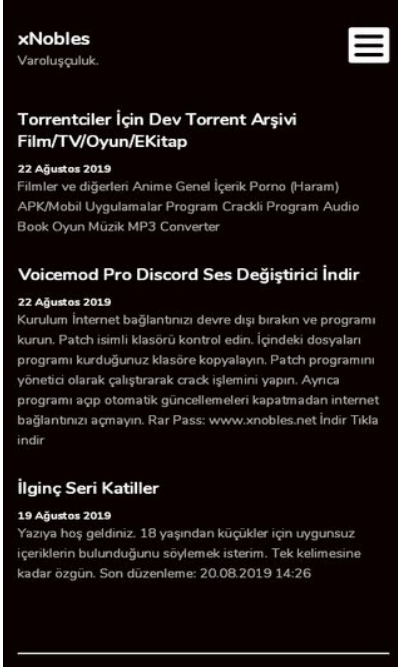 xNobles
Varoluşçuluk.
Torrentciler İçin Dev Torrent Arşivi
Film/TV/Oyun/EKitap
22 Ağustos 2019
Filmler ve diğerleri Anime Genel İçerik Porno (Haram)
APK/Mobil Uygulamalar Program Crackli Program Audio
Book Oyun Müzik MP3 Converter
Voicemod Pro Discord Ses Değiştirici İndir
22 Ağustos 2019
Kurulum İnternet bağlantınızı devre dışı bırakın ve programı
kurun. Patch isimli klasörü kontrol edin. İçindeki dosyaları
programı kurduğunuz klasöre kopyalayın. Patch programını
yönetici olarak çalıştırarak crack işlemini yapın. Ayrıca
programı açıp otomatik güncellemeleri kapatmadan internet
bağlantınızı açmayın. Rar Pass: www.xnobles.net İndir Tıkla
indir
İlginç Seri Katiller
19 Ağustos 2019
Yazıya hoş geldiniz. 18 yaşından küçükler için uygunsuz
içeriklerin bulunduğunu söylemek isterim. Tek kelimesine
kadar özgün. Son düzenleme: 20.08.2019 14:26